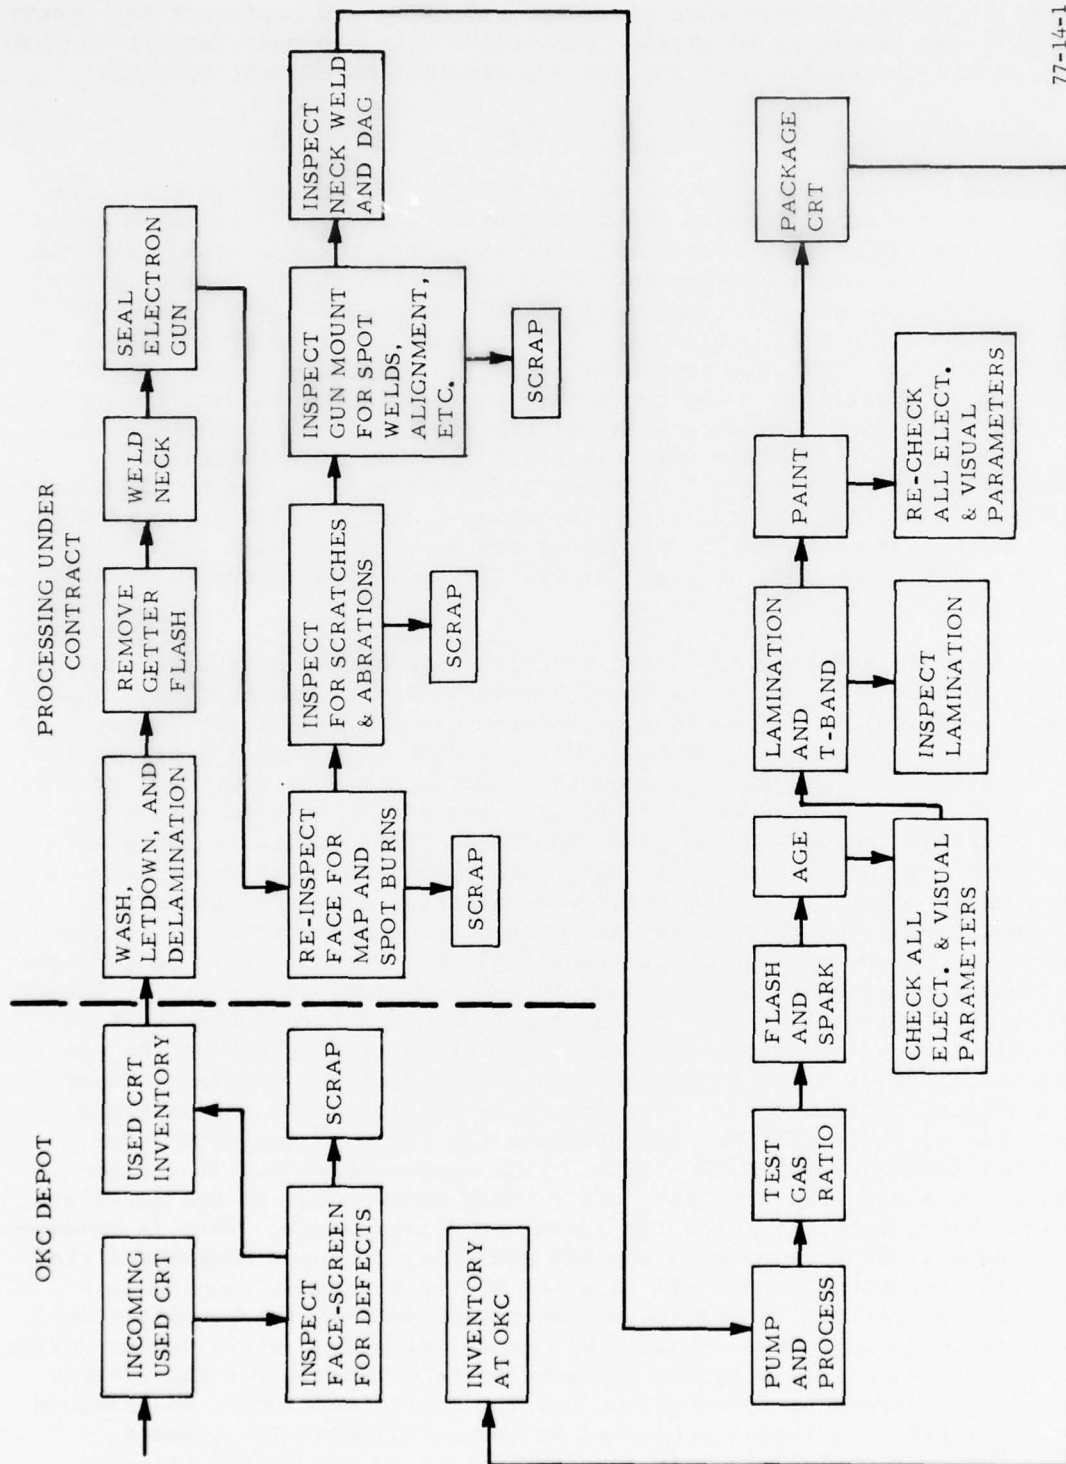 OKC DEPOT
INCOMING
USED CRT
USED CRT
INVENTORY
INSPECT
FACE-SCREEN
FOR DEFECTS
SCRAP
PROCESSING UNDER
CONTRACT
WASH,
LETDOWN, AND
DELAMINATION
REMOVE
GETTER
FLASH
WELD
NECK
SEAL
ELECTRON
GUN
RE-INSPECT
FACE FOR
MAP AND
SPOT BURNS
SCRAP
INSPECT
FOR SCRATCHES
& ABRATIONS
SCRAP
INSPECT
GUN MOUNT
FOR SPOT
WELDS,
ALIGNMENT,
ETC.
SCRAP
INSPECT
NECK WELD
AND DAG
INVENTORY
AT OKC
PUMP
AND
PROCESS
TEST
GAS
RATIO
FLASH
AND
SPARK
AGE
CHECK ALL
ELECT. & VISUAL
PARAMETERS
LAMINATION
AND
T-BAND
INSPECT
LAMINATION
PAINT
RE-CHECK
ALL ELECT.
& VISUAL
PARAMETERS
PACKAGE
CRT
77-14-1